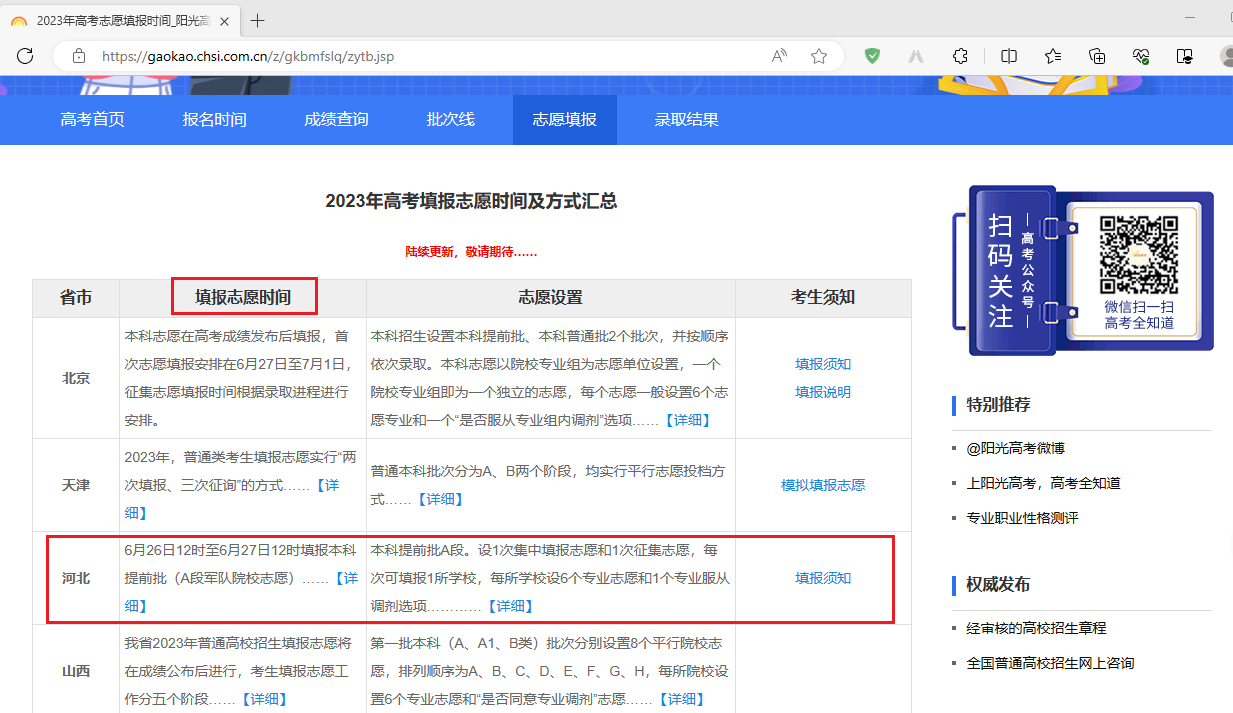 2023年高考志愿填报时间_阳光高
https://gaokao.chsi.com.cn/z/gkbmfslq/zytb.jsp
高考首页 报名时间 成绩查询 批次线 志愿填报 录取结果
2023年高考填报志愿时间及方式汇总
陆续更新，敬请期待……
省市 填报志愿时间 志愿设置 考生须知
北京
本科志愿在高考成绩发布后填报，首
次志愿填报安排在6月27日至7月1日，
征集志愿填报时间根据录取进程进行
安排。
本科招生设置本科提前批、本科普通批2个批次，并按顺序
依次录取。本科志愿以院校专业组为志愿单位设置，一个
院校专业组即为一个独立的志愿，每个志愿一般设置6个志
愿专业和一个“是否服从专业组内调剂”选项……【详细】
填报须知
填报说明
天津
2023年，普通类考生填报志愿实行“两
次填报、三次征询”的方式……【详
细】
普通本科批次分为A、B两个阶段，均实行平行志愿投档方
式……【详细】
模拟填报志愿
河北
6月26日12时至6月27日12时填报本科
提前批（A段军队院校志愿）……【详
细】
本科提前批A段。设1次集中填报志愿和1次征集志愿，每
次可填报1所学校，每所学校设6个专业志愿和1个专业服从
调剂选项…………【详细】
填报须知
山西
我省2023年普通高校招生填报志愿将
在成绩公布后进行，考生填报志愿工
作分五个阶段……【详细】
第一批本科（A、A1、B类）批次分别设置8个平行院校志
愿，排列顺序为A、B、C、D、E、F、G、H，每所院校设
置6个专业志愿和“是否同意专业调剂”志愿……【详细】
扫码关注
高考公众号
微信扫一扫
高考全知道
特别推荐
@阳光高考微博
上阳光高考，高考全知道
专业职业性格测评
权威发布
经审核的高校招生章程
全国普通高校招生网上咨询